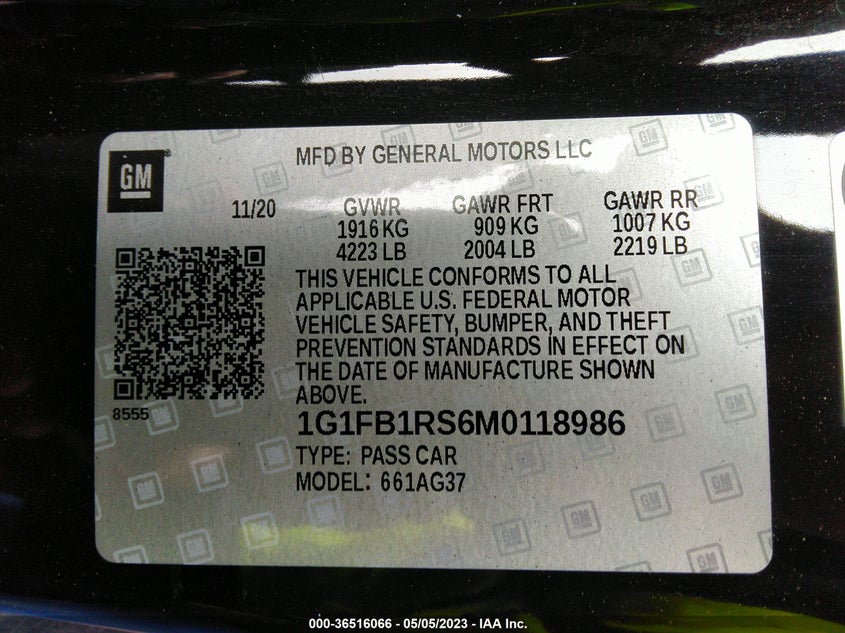 GM ®
MFD BY GENERAL MOTORS LLC
11/20 GVWR GAWR FRT GAWR RR
1916 KG 909 KG 1007 KG
4223 LB 2004 LB 2219 LB
THIS VEHICLE CONFORMS TO ALL
APPLICABLE U.S. FEDERAL MOTOR
VEHICLE SAFETY, BUMPER, AND THEFT
PREVENTION STANDARDS IN EFFECT ON
THE DATE OF MANUFACTURE SHOWN
ABOVE.
8555
1G1FB1RS6M0118986
TYPE: PASS CAR
MODEL: 661AG37
000-36516066 - 05/05/2023 - IAA Inc.